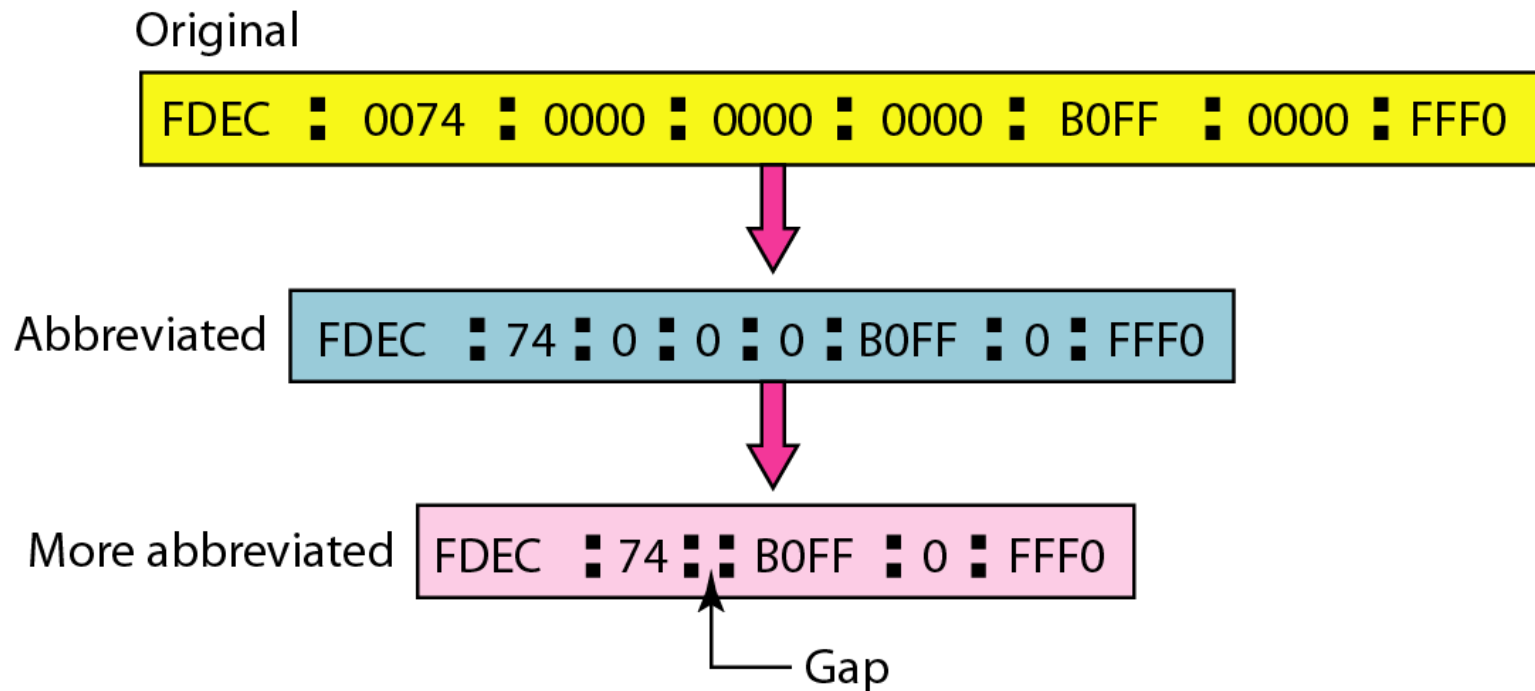 Original
FDEC : 0074 : 0000 : 0000 : 0000 : B0FF : 0000 : FFF0
Abbreviated
FDEC : 74 : 0 : 0 : 0 : B0FF : 0 : FFF0
More abbreviated
FDEC : 74 : : B0FF : 0 : FFF0
Gap